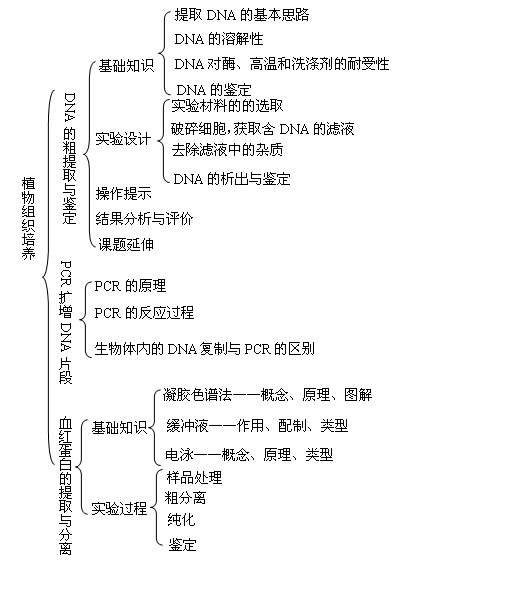 植物组织培养
DNA的粗提取与鉴定
基础知识
提取DNA的基本思路
DNA的溶解性
DNA对酶、高温和洗涤剂的耐受性
DNA的鉴定
实验设计
实验材料的的选取
破碎细胞，获取含DNA的滤液
去除滤液中的杂质
DNA的析出与鉴定
操作提示
结果分析与评价
课题延伸
PCR扩增DNA片段
PCR的原理
PCR的反应过程
生物体内的DNA复制与PCR的区别
血红蛋白的提取与分离
基础知识
凝胶色谱法——概念、原理、图解
缓冲液——作用、配制、类型
电泳——概念、原理、类型
实验过程
样品处理
粗分离
纯化
鉴定